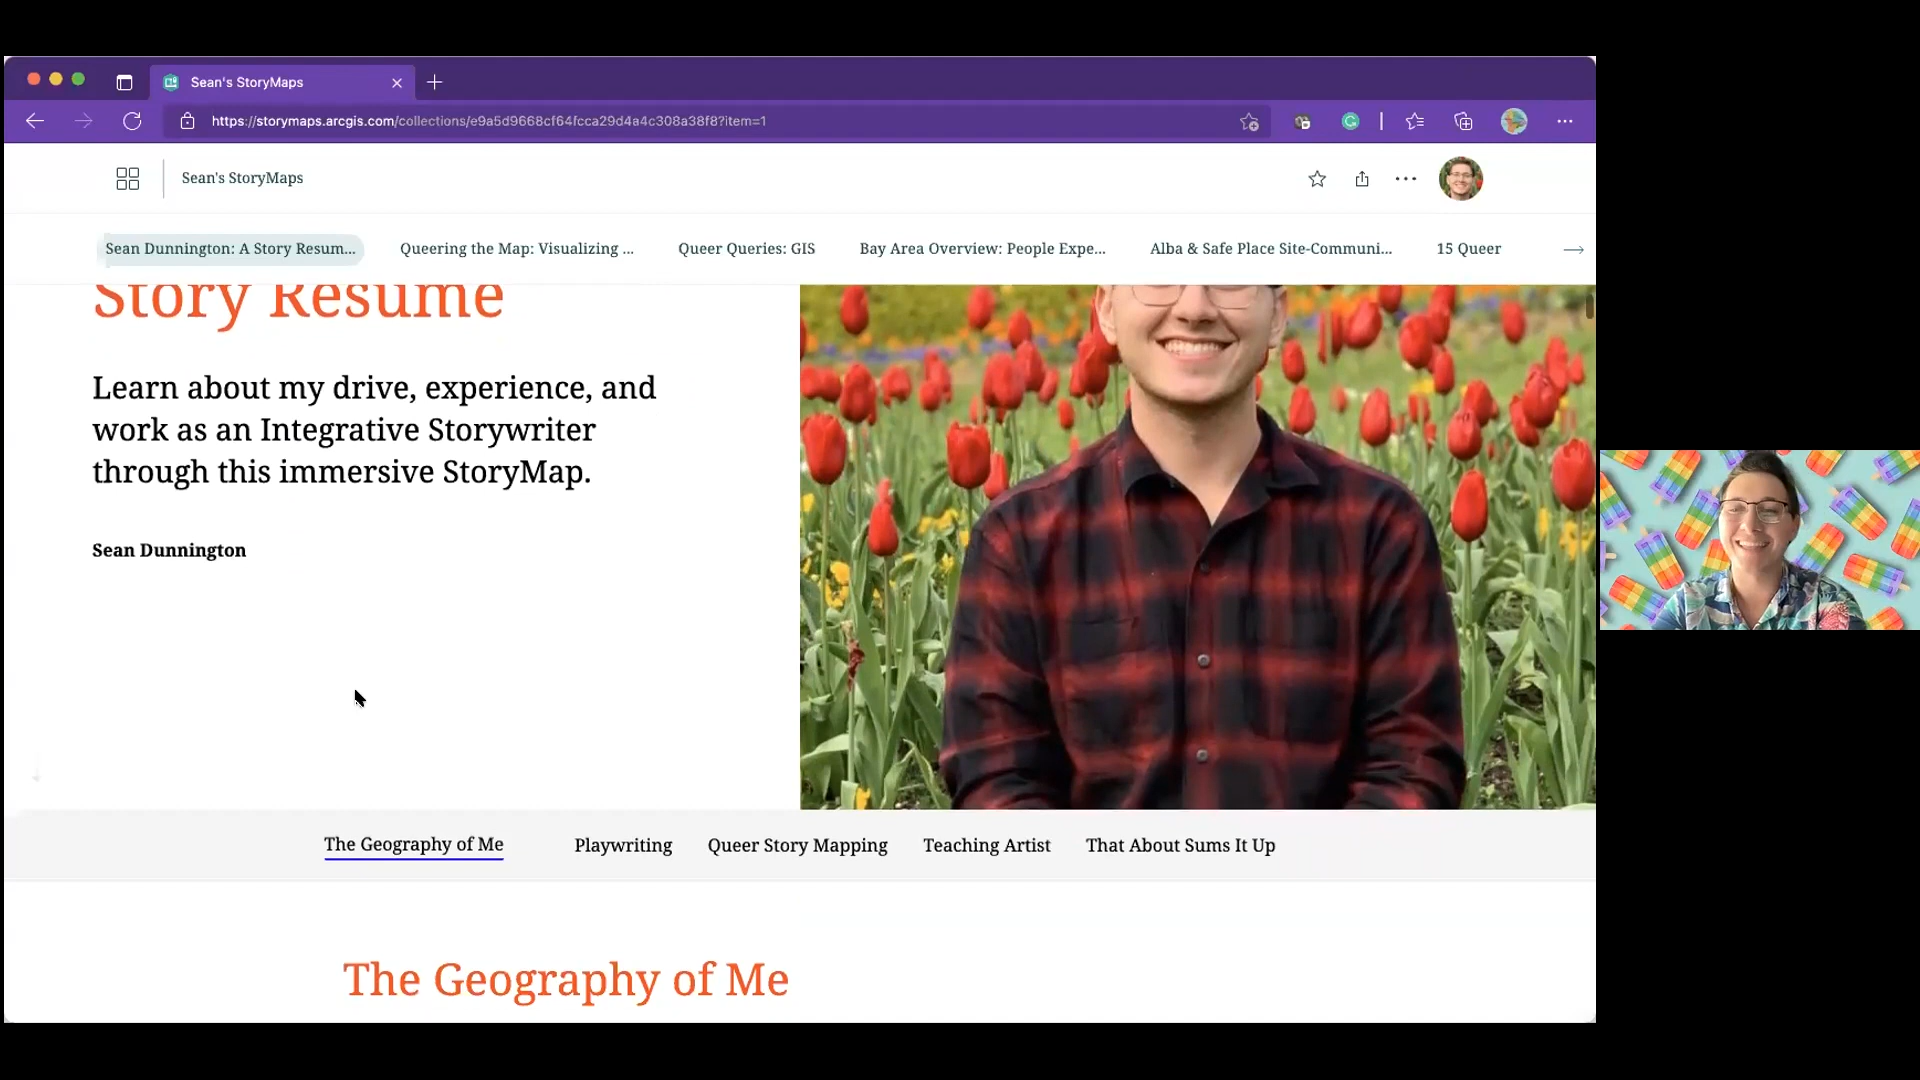 Sean's StoryMaps
https://storymaps.arcgis.com/collections/e9a5d9668cf64fcca29d4a4c308a38f8?item=1
Sean's StoryMaps
Sean Dunnington: A Story Resum... Queering the Map: Visualizing ... Queer Queries: GIS Bay Area Overview: People Expe... Alba & Safe Place Site-Communi... 15 Queer
Story Resume
Learn about my drive, experience, and
work as an Integrative Storywriter
through this immersive StoryMap.
Sean Dunnington
The Geography of Me Playwriting Queer Story Mapping Teaching Artist That About Sums It Up
The Geography of Me